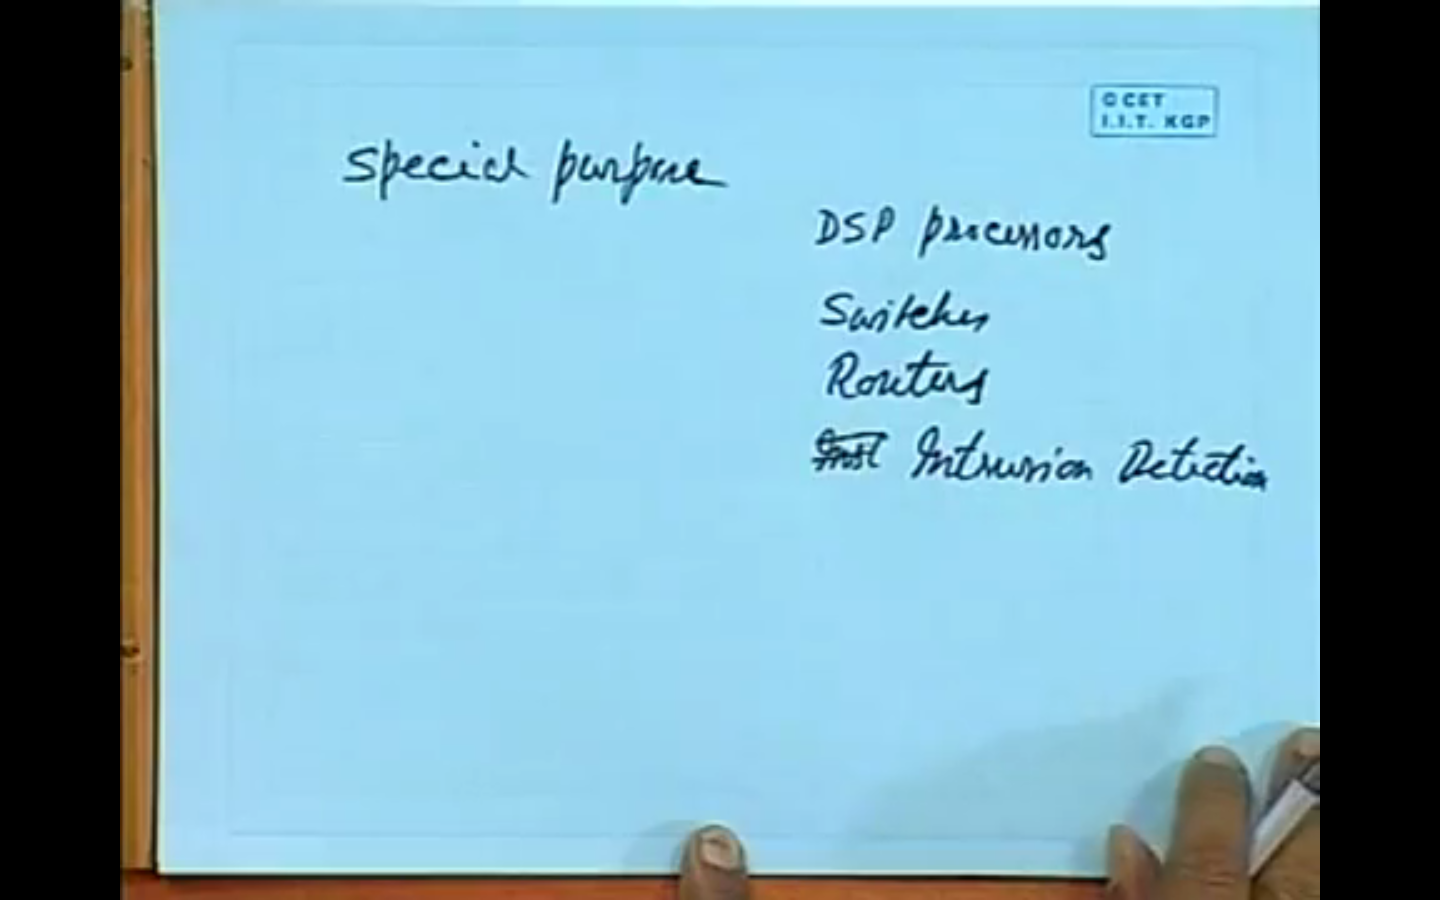 © CET
I.I.T. KGP
Special purpose
DSP processors
Switches
Routers
Intrusion Detection